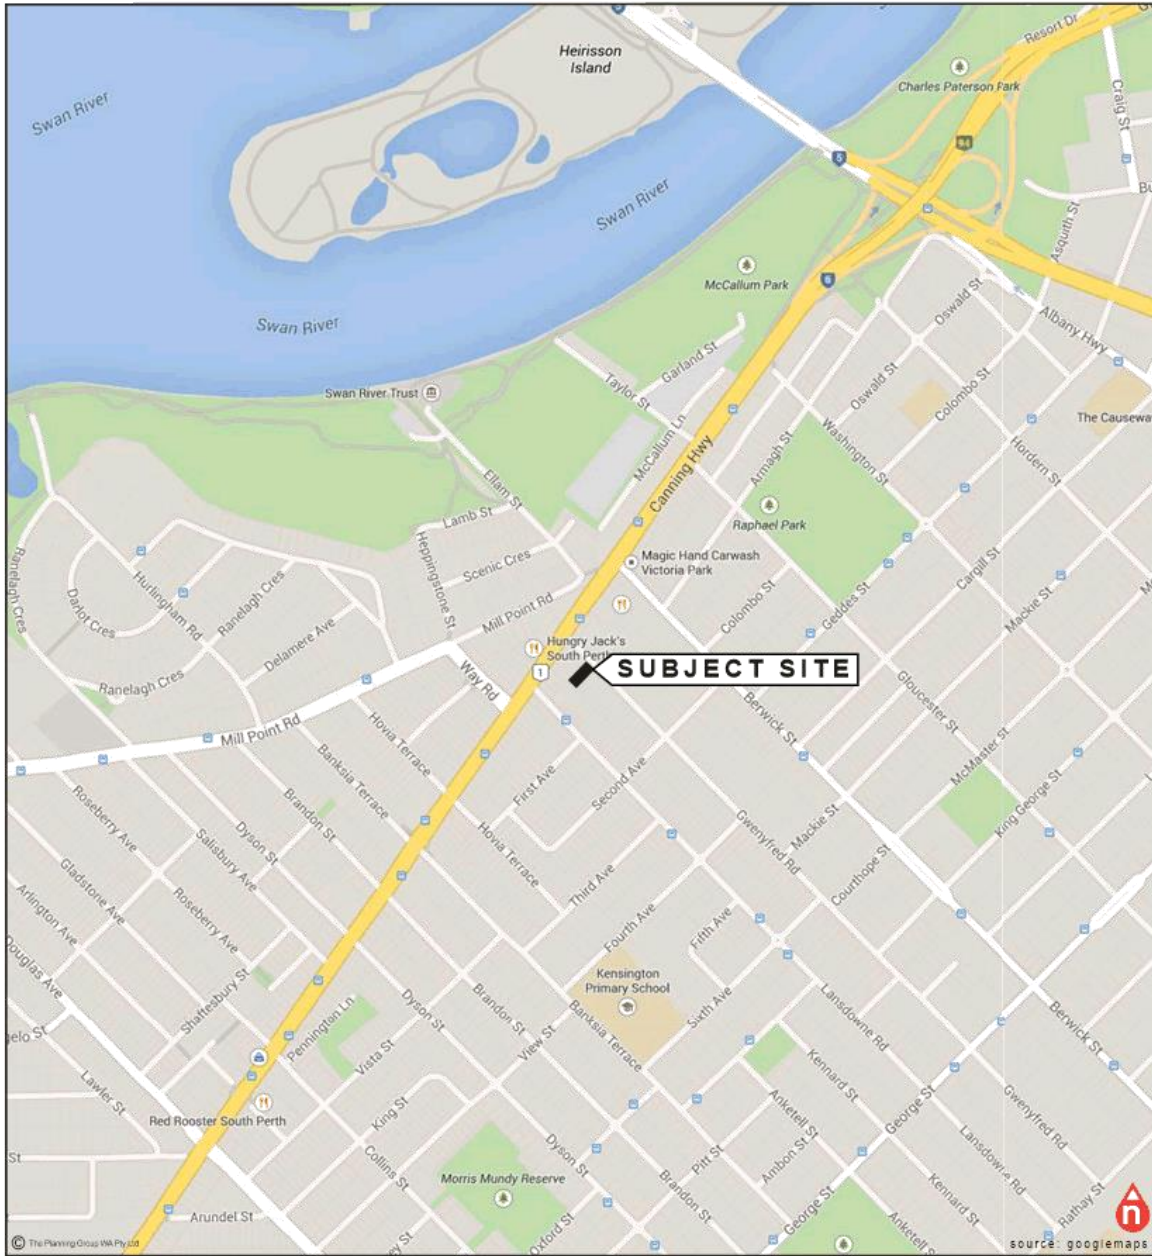 Heirisson
Island
Resort Dr
Charles Paterson Park
Craig St
Swan River
5
94
Swan River
Asquith St
McCallum Park
6
Oswald St
Swan River
Albany Hwy
Garland St
Swan River Trust
Taylor St
Oswald St
Colombo St
The Causewa
McCallum Ln
Washington St
Canning Hwy
Armagh St
Hordern St
Ellam St
Lamb St
Raphael Park
Heppingstone St
Scenic Cres
Magic Hand Carwash
Victoria Park
Cargill St
Ranelagh Cres
Hurlingham Rd
Darlot Cres
Ranelagh Cres
Mill Point Rd
Colombo St
Geddes St
Mackie St
Delamere Ave
Hungry Jack's
South Perth
1
SUBJECT SITE
Ranelagh Cres
Way Rd
Gloucester St
Berwick St
Mill Point Rd
Hovia Terrace
McMaster St
Banksia Terrace
First Ave
Second Ave
King George St
Roseberry Ave
Brandon St
Dyson St
Salisbury Ave
Hovia Terrace
Gwenyfred Rd
Mackie St
Courthope St
Gladstone Ave
Third Ave
Arlington Ave
Roseberry Ave
Fourth Ave
Fifth Ave
Douglas Ave
Kensington
Primary School
Shaftesbury St
Pennington Ln
Dyson St
Brandon St
View St
Banksia Terrace
Sixth Ave
Lansdowne Rd
Berwick St
gelo St
Vista St
Kennard St
Lawler St
Red Rooster South Perth
King St
Anketell St
George St
Gwenyfred Rd
Collins St
Dyson St
Pitt St
Ambon St
Lansdowne Rd
St
Morris Mundy Reserve
Brandon St
Kennard St
Arundel St
Oxford St
George St
Anketell St
Rathay St
n
ey St
© The Planning Group WA Pty Ltd
source: googlemaps